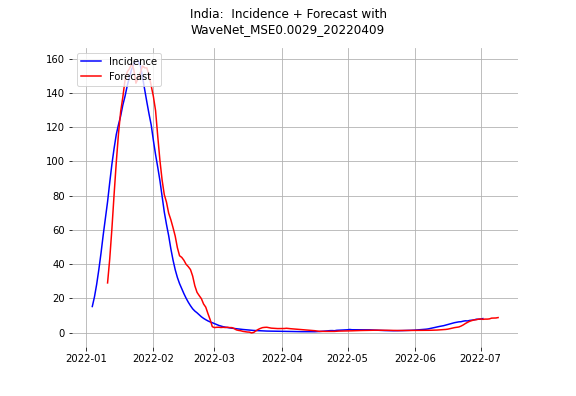 India:  Incidence + Forecast with
WaveNet_MSE0.0029_20220409
Incidence
Forecast
160
140
120
100
80
60
40
20
0
2022-01 2022-02 2022-03 2022-04 2022-05 2022-06 2022-07